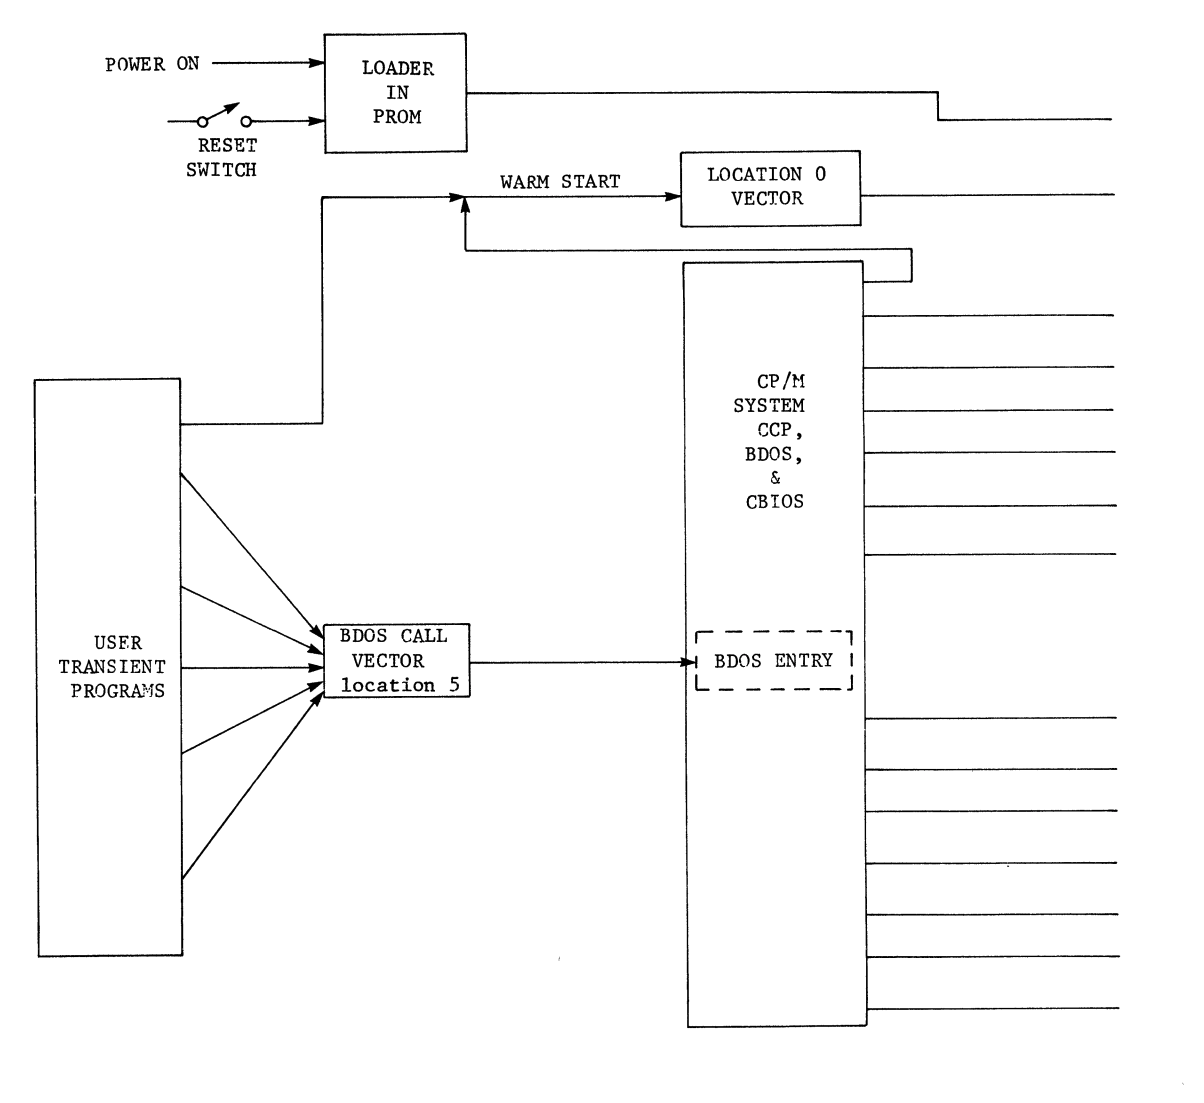 POWER ON
LOADER
IN
PROM
RESET
SWITCH
WARM START
LOCATION 0
VECTOR
CP/M
SYSTEM
CCP,
BDOS,
&
CBIOS
USER
TRANSIENT
PROGRAMS
BDOS CALL
VECTOR
location 5
BDOS ENTRY